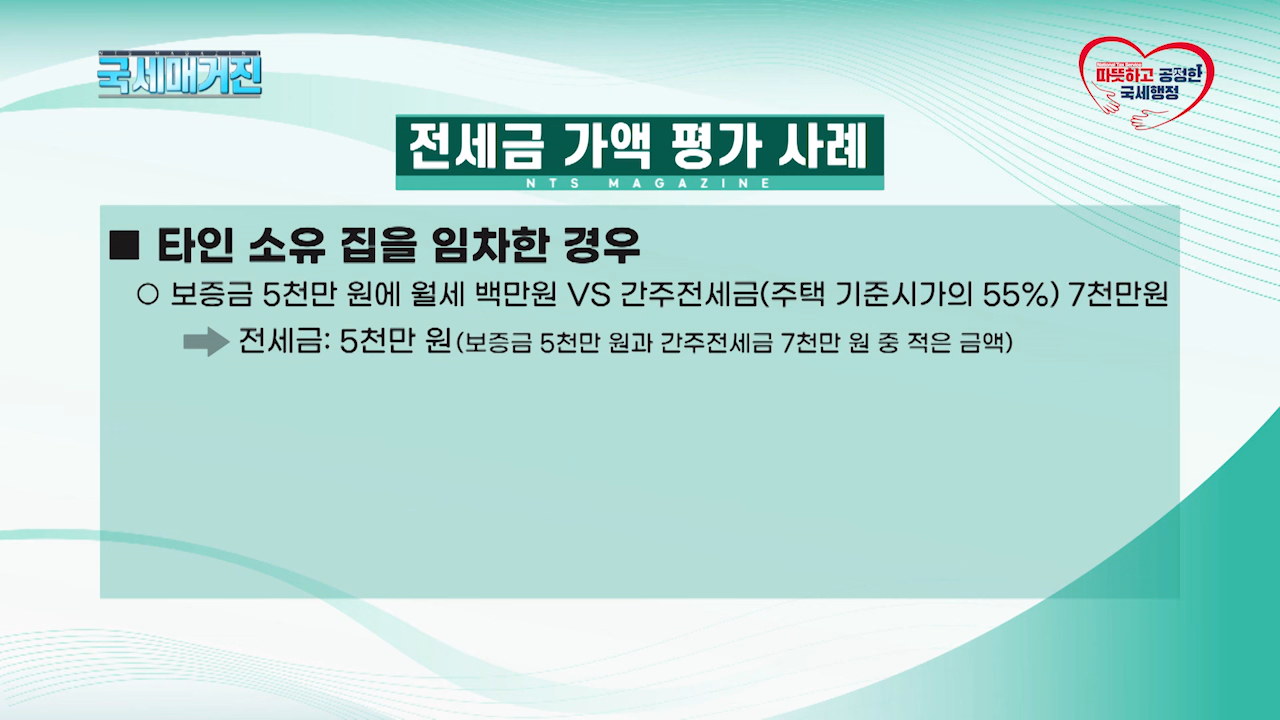 NTS MAGAZINE
국세매거진
National Tax Service
따뜻하고 공정한
국세행정
전세금 가액 평가 사례
NTS MAGAZINE
■ 타인 소유 집을 임차한 경우
○ 보증금 5천만 원에 월세 백만원 VS 간주전세금(주택 기준시가의 55%) 7천만원
➡ 전세금: 5천만 원(보증금 5천만 원과 간주전세금 7천만 원 중 적은 금액)